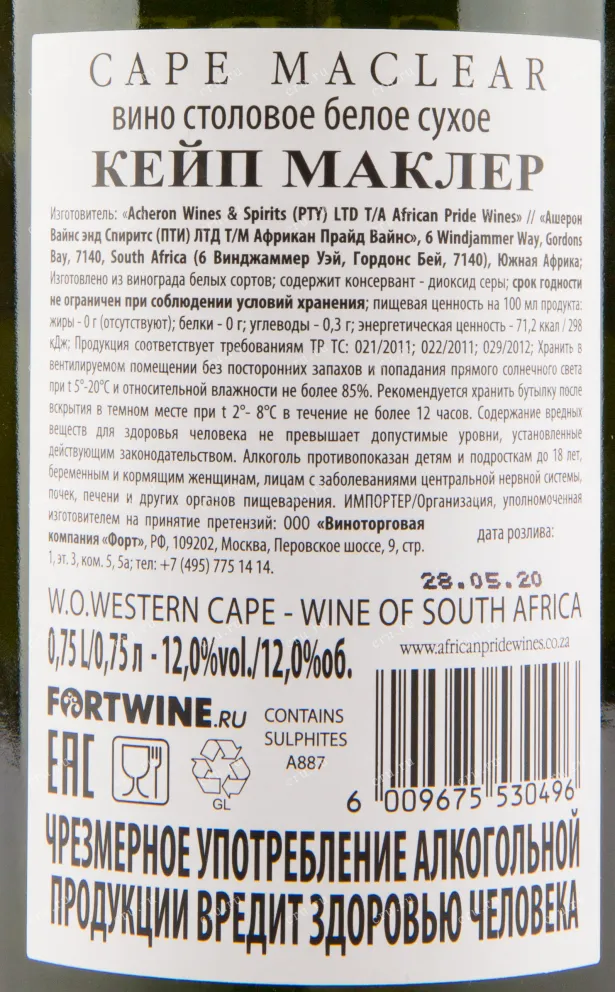 CAPE MACLEAR
вино столовое белое сухое
КЕЙП МАКЛЕР
Изготовитель: «Acheron Wines & Spirits (PTY) LTD T/A African Pride Wines» // «Ашерон
Вайнс энд Спиритс (ПТИ) ЛТД Т/М Африкан Прайд Вайнс», 6 Windjammer Way, Gordons
Bay, 7140, South Africa (6 Винджаммер Уэй, Гордонс Бей, 7140), Южная Африка;
Изготовлено из винограда белых сортов; содержит консервант - диоксид серы; срок годности
не ограничен при соблюдении условий хранения; пищевая ценность на 100 мл продукта:
жиры - 0 г (отсутствуют); белки - 0 г; углеводы - 0,3 г; энергетическая ценность - 71,2 ккал / 298
кДж; Продукция соответствует требованиям ТР ТС: 021/2011; 022/2011; 029/2012; Хранить в
вентилируемом помещении без посторонних запахов и попадания прямого солнечного света
при t 5°-20°C и относительной влажности не более 85%. Рекомендуется хранить бутылку после
вскрытия в темном месте при t 2°- 8°C в течение не более 12 часов. Содержание вредных
веществ для здоровья человека не превышает допустимые уровни, установленные
действующим законодательством. Алкоголь противопоказан детям и подросткам до 18 лет,
беременным и кормящим женщинам, лицам с заболеваниями центральной нервной системы,
почек, печени и других органов пищеварения. ИМПОРТЕР/Организация, уполномоченная
изготовителем на принятие претензий: ООО «Виноторговая
компания «Форт», РФ, 109202, Москва, Перовское шоссе, 9, стр.
1, эт. 3, ком. 5, 5а; тел: +7 (495) 775 14 14.
дата розлива:
28.05.20
W.O.WESTERN CAPE - WINE OF SOUTH AFRICA
0,75 L/0,75 л - 12,0%vol./12,0%об.
www.africanpridewines.co.za
FORTWINE.RU
CONTAINS
SULPHITES
A887
EAC
GL
6 009675 530496
ЧРЕЗМЕРНОЕ УПОТРЕБЛЕНИЕ АЛКОГОЛЬНОЙ
ПРОДУКЦИИ ВРЕДИТ ЗДОРОВЬЮ ЧЕЛОВЕКА